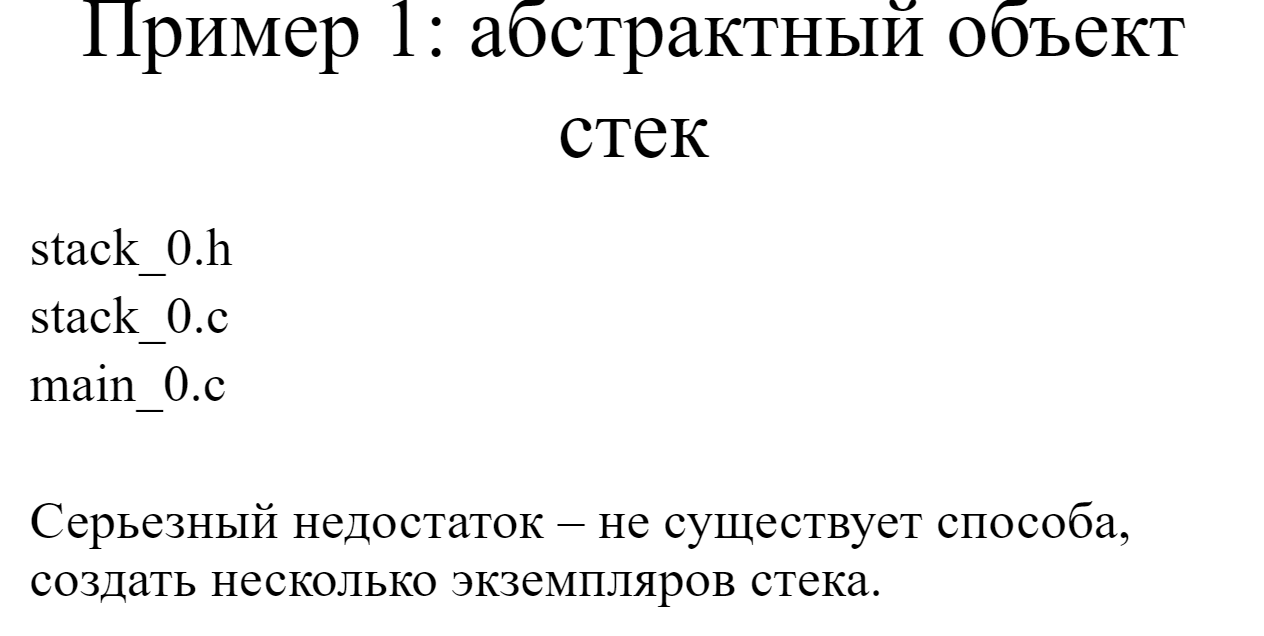 Пример 1: абстрактный объект
стек
stack_0.h
stack_0.c
main_0.c
Серьезный недостаток – не существует способа,
создать несколько экземпляров стека.